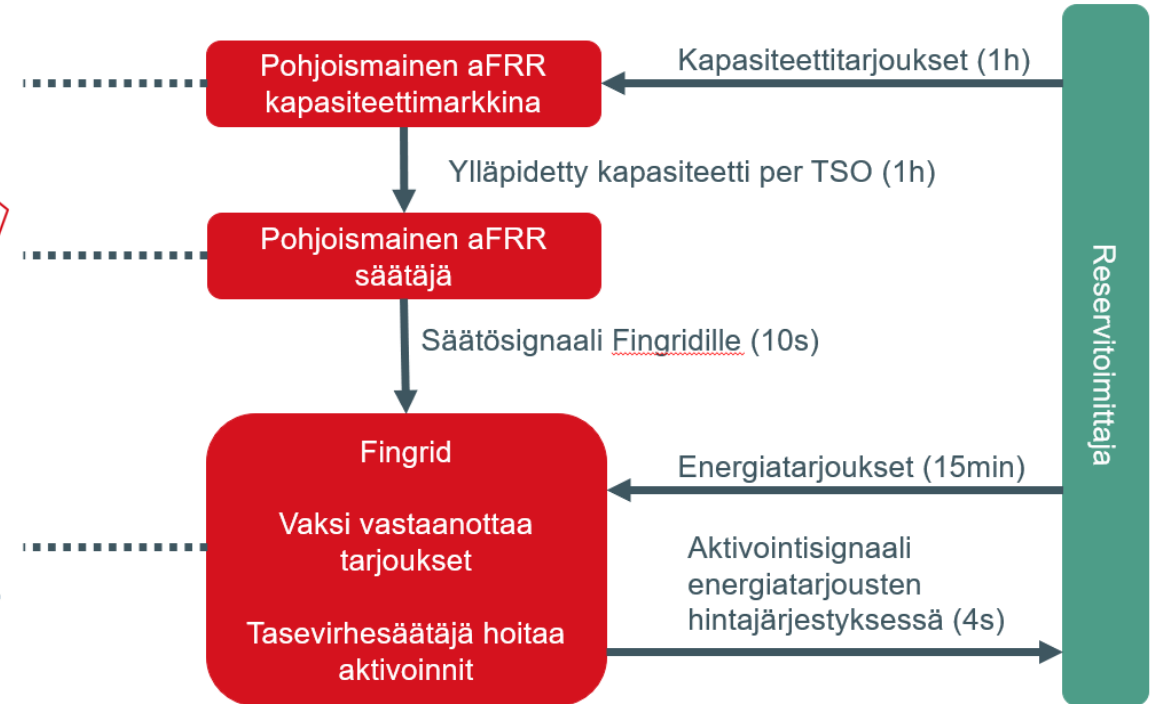 Pohjoismainen aFRR
kapasiteettimarkkina
Kapasiteettitarjoukset (1h)
Ylläpidetty kapasiteetti per TSO (1h)
Pohjoismainen aFRR
säätäjä
Säätösignaali Fingridille (10s)
Fingrid
Vaksi vastaanottaa
tarjoukset
Tasevirhesäätäjä hoitaa
aktivoinnit
Energiatarjoukset (15min)
Aktivointisignaali
energiatarjousten
hintajärjestyksessä (4s)
Reservitoimittaja